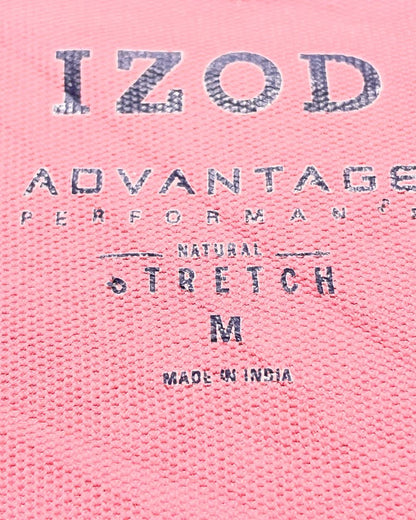 IZOD
ADVANTAGE
PERFORMANCE
NATURAL
STRETCH
M
MADE IN INDIA